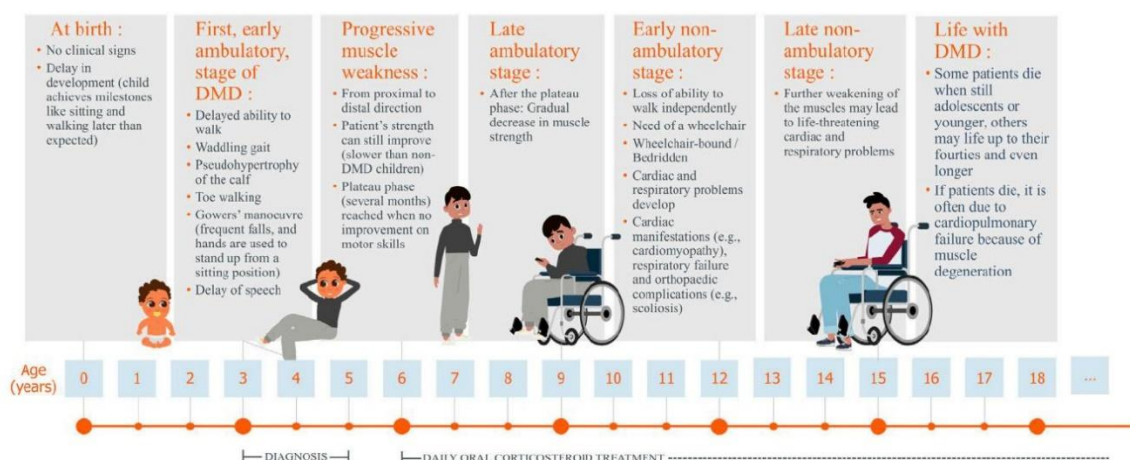 At birth :
• No clinical signs
• Delay in
development (child
achieves milestones
like sitting and
walking later than
expected)
First, early
ambulatory,
stage of
DMD :
• Delayed ability to
walk
• Waddling gait
• Pseudohypertrophy
of the calf
• Toe walking
• Gowers’ manoeuvre
(frequent falls, and
hands are used to
stand up from a
sitting position)
• Delay of speech
Progressive
muscle
weakness :
• From proximal to
distal direction
• Patient’s strength
can still improve
(slower than non-
DMD children)
• Plateau phase
(several months)
reached when no
improvement on
motor skills
Late
ambulatory
stage :
• After the plateau
phase: Gradual
decrease in muscle
strength
Early non-
ambulatory
stage :
• Loss of ability to
walk independently
• Need of a wheelchair
• Wheelchair-bound /
Bedridden
• Cardiac and
respiratory problems
develop
• Cardiac
manifestations (e.g.,
cardiomyopathy),
respiratory failure
and orthopaedic
complications (e.g.,
scoliosis)
Late non-
ambulatory
stage :
• Further weakening of
the muscles may lead
to life-threatening
cardiac and
respiratory problems
Life with
DMD :
• Some patients die
when still
adolescents or
younger, others
may life up to their
fourties and even
longer
• If patients die, it is
often due to
cardiopulmonary
failure because of
muscle
degeneration
Age
(years)
0 1 2 3 4 5 6 7 8 9 10 11 12 13 14 15 16 17 18 ...
DIAGNOSIS
DAILY ORAL CORTICOSTEROID TREATMENT